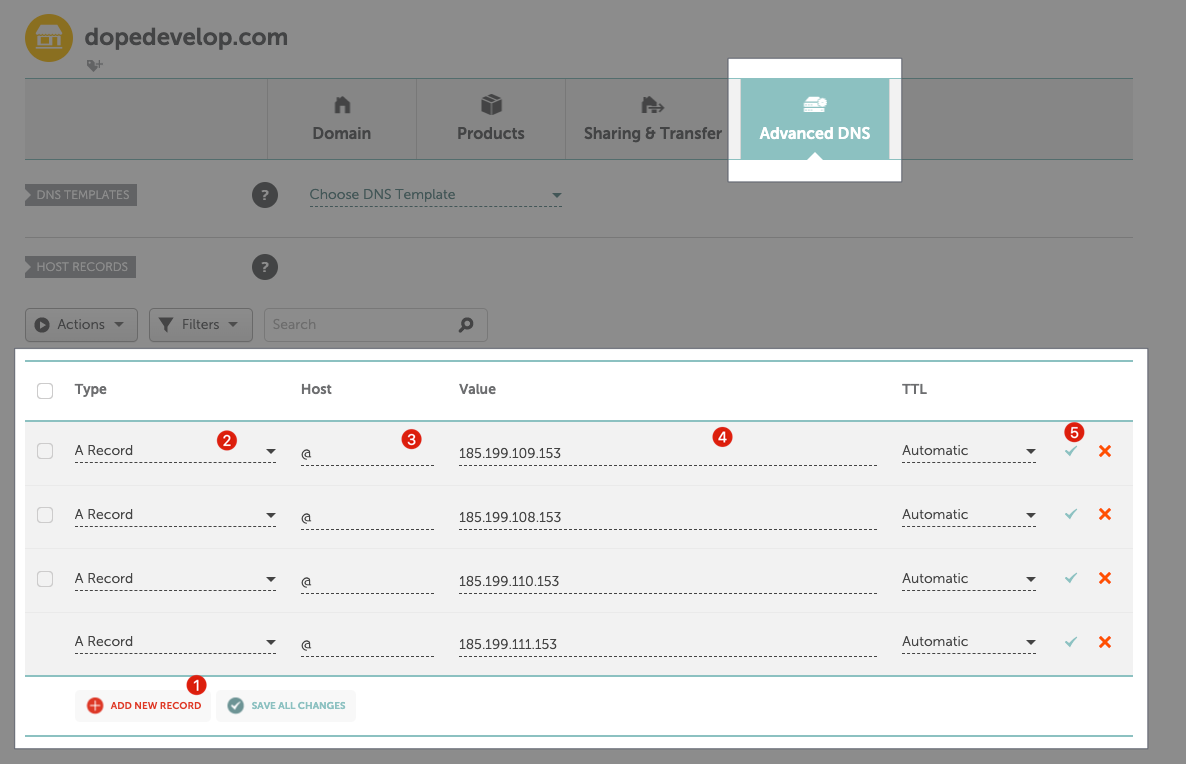 dopedevelop.com
Domain Products Sharing & Transfer Advanced DNS
DNS TEMPLATES ? Choose DNS Template
HOST RECORDS ?
Actions Filters Search
Type Host Value TTL
2 3 4 5
A Record @ 185.199.109.153 Automatic
A Record @ 185.199.108.153 Automatic
A Record @ 185.199.110.153 Automatic
A Record @ 185.199.111.153 Automatic
1
ADD NEW RECORD SAVE ALL CHANGES